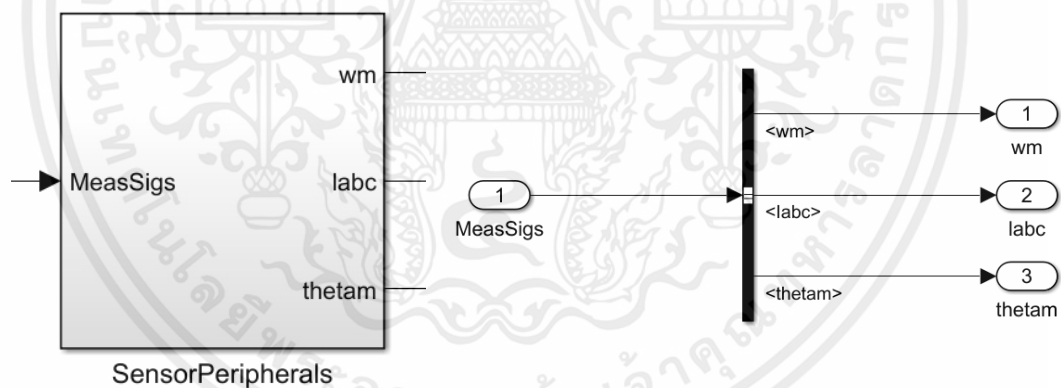 MeasSigs
wm
Iabc
thetam
SensorPeripherals
1
MeasSigs
<wm>
<Iabc>
<thetam>
1
wm
2
Iabc
3
thetam